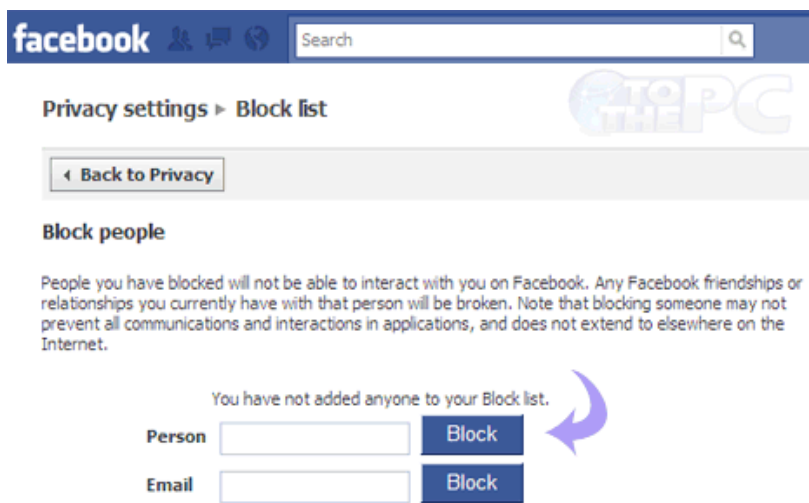 facebook Search
TO THE PC
Privacy settings ▸ Block list
◂ Back to Privacy
Block people
People you have blocked will not be able to interact with you on Facebook. Any Facebook friendships or
relationships you currently have with that person will be broken. Note that blocking someone may not
prevent all communications and interactions in applications, and does not extend to elsewhere on the
Internet.
You have not added anyone to your Block list.
Person Block
Email Block